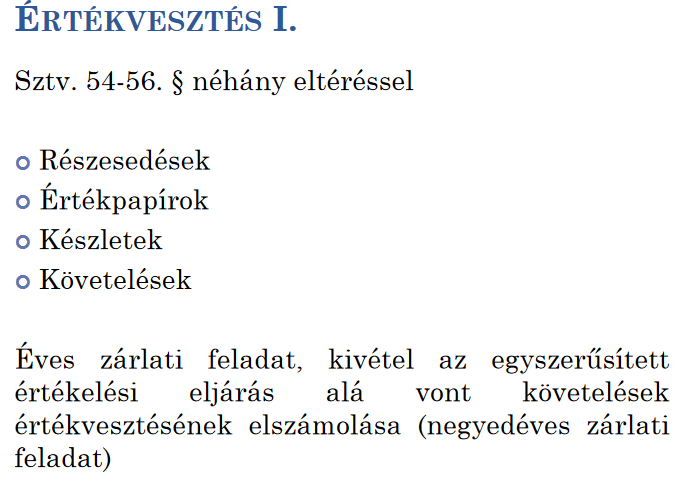 ÉRTÉKVESZTÉS I.
Sztv. 54-56. § néhány eltéréssel
Részesedések
Értékpapírok
Készletek
Követelések
Éves zárlati feladat, kivétel az egyszerűsített
értékelési eljárás alá vont követelések
értékvesztésének elszámolása (negyedéves zárlati
feladat)